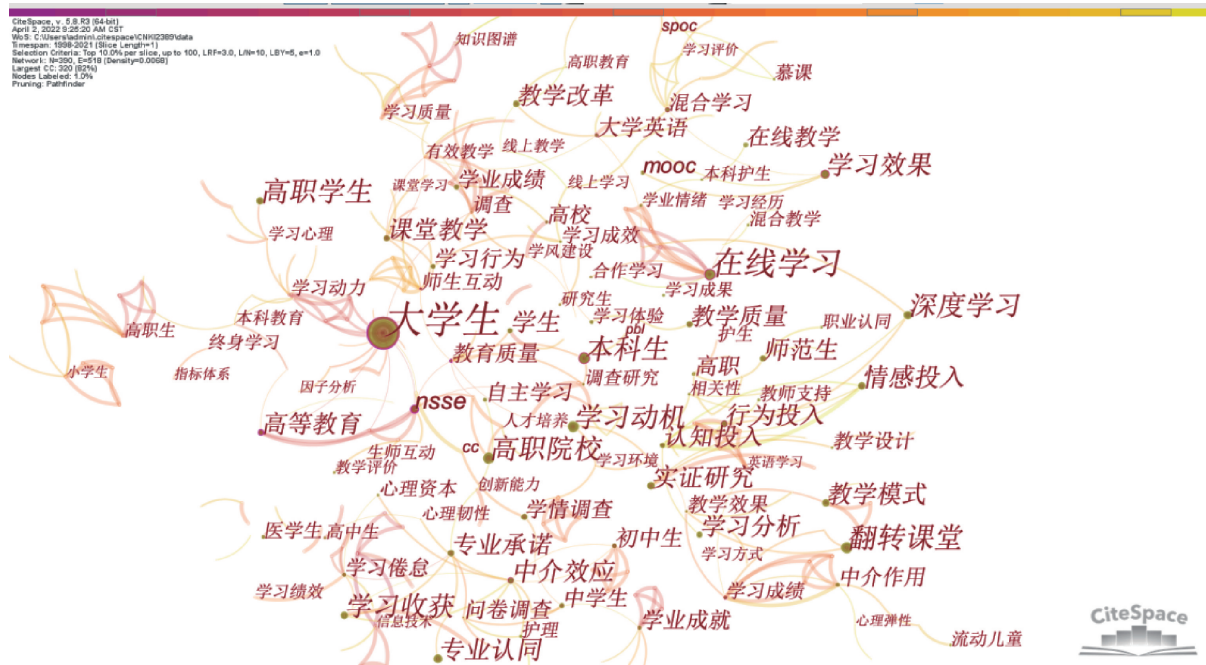 CiteSpace, v. 5.8.R3 (64-bit)
April 2, 2022 9:25:20 AM CST
WoS: C:\Users\admin\.citespace\CNKI2389\data
Timespan: 1998-2021 (Slice Length=1)
Selection Criteria: Top 10.0% per slice, up to 100, LRF=3.0, L/N=10, LBY=5, e=1.0
Network: N=390, E=518 (Density=0.0068)
Largest CC: 320 (82%)
Nodes Labeled: 1.0%
Pruning: Pathfinder
spoc
知识图谱
学习评价
高职教育
慕课
教学改革
混合学习
学习质量
大学英语
在线教学
有效教学
线上教学
mooc
本科护生
学习效果
课堂学习
学业成绩
线上学习
高职学生
调查
学业情绪
学习经历
高校
混合教学
课堂教学
学习心理
学习成效
学风建设
学习行为
在线学习
师生互动
合作学习
学习动力
学习成果
研究生
深度学习
大学生
本科教育
学生
学习体验
教学质量
职业认同
高职生
pbl
护生
终身学习
本科生
师范生
教育质量
小学生
指标体系
调查研究
高职
情感投入
因子分析
自主学习
相关性
教师支持
nsse
高等教育
人才培养
学习动机
行为投入
认知投入
教学设计
生师互动
cc
高职院校
学习环境
英语学习
教学评价
实证研究
心理资本
创新能力
教学模式
心理韧性
学情调查
教学效果
学习分析
医学生
高中生
初中生
专业承诺
学习方式
翻转课堂
学习倦怠
中介效应
中介作用
学习绩效
学习成绩
学习收获
问卷调查
中学生
信息技术
护理
学业成就
心理弹性
专业认同
流动儿童
CiteSpace